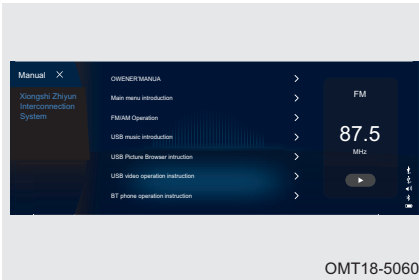 Manual ×
Xiongshi Zhiyun
Interconnection
System
OWENER'MANUA
Main menu introduction
FM/AM Operation
USB music introduction
USB Picture Browser intruction
USB video operation instruction
BT phone operation instruction
FM
87.5
MHz
OMT18-5060